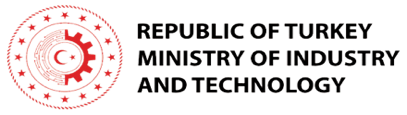 REPUBLIC OF TURKEY
MINISTRY OF INDUSTRY
AND TECHNOLOGY